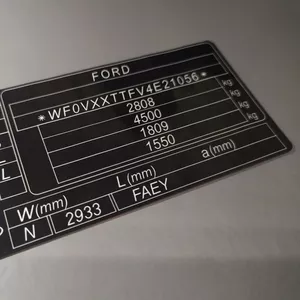 FORD
*WF0VXXTTFV4E21056*
2808 kg
4500 kg
1809 kg
1550 kg
L(mm) a(mm)
W(mm)
N 2933 FAEY